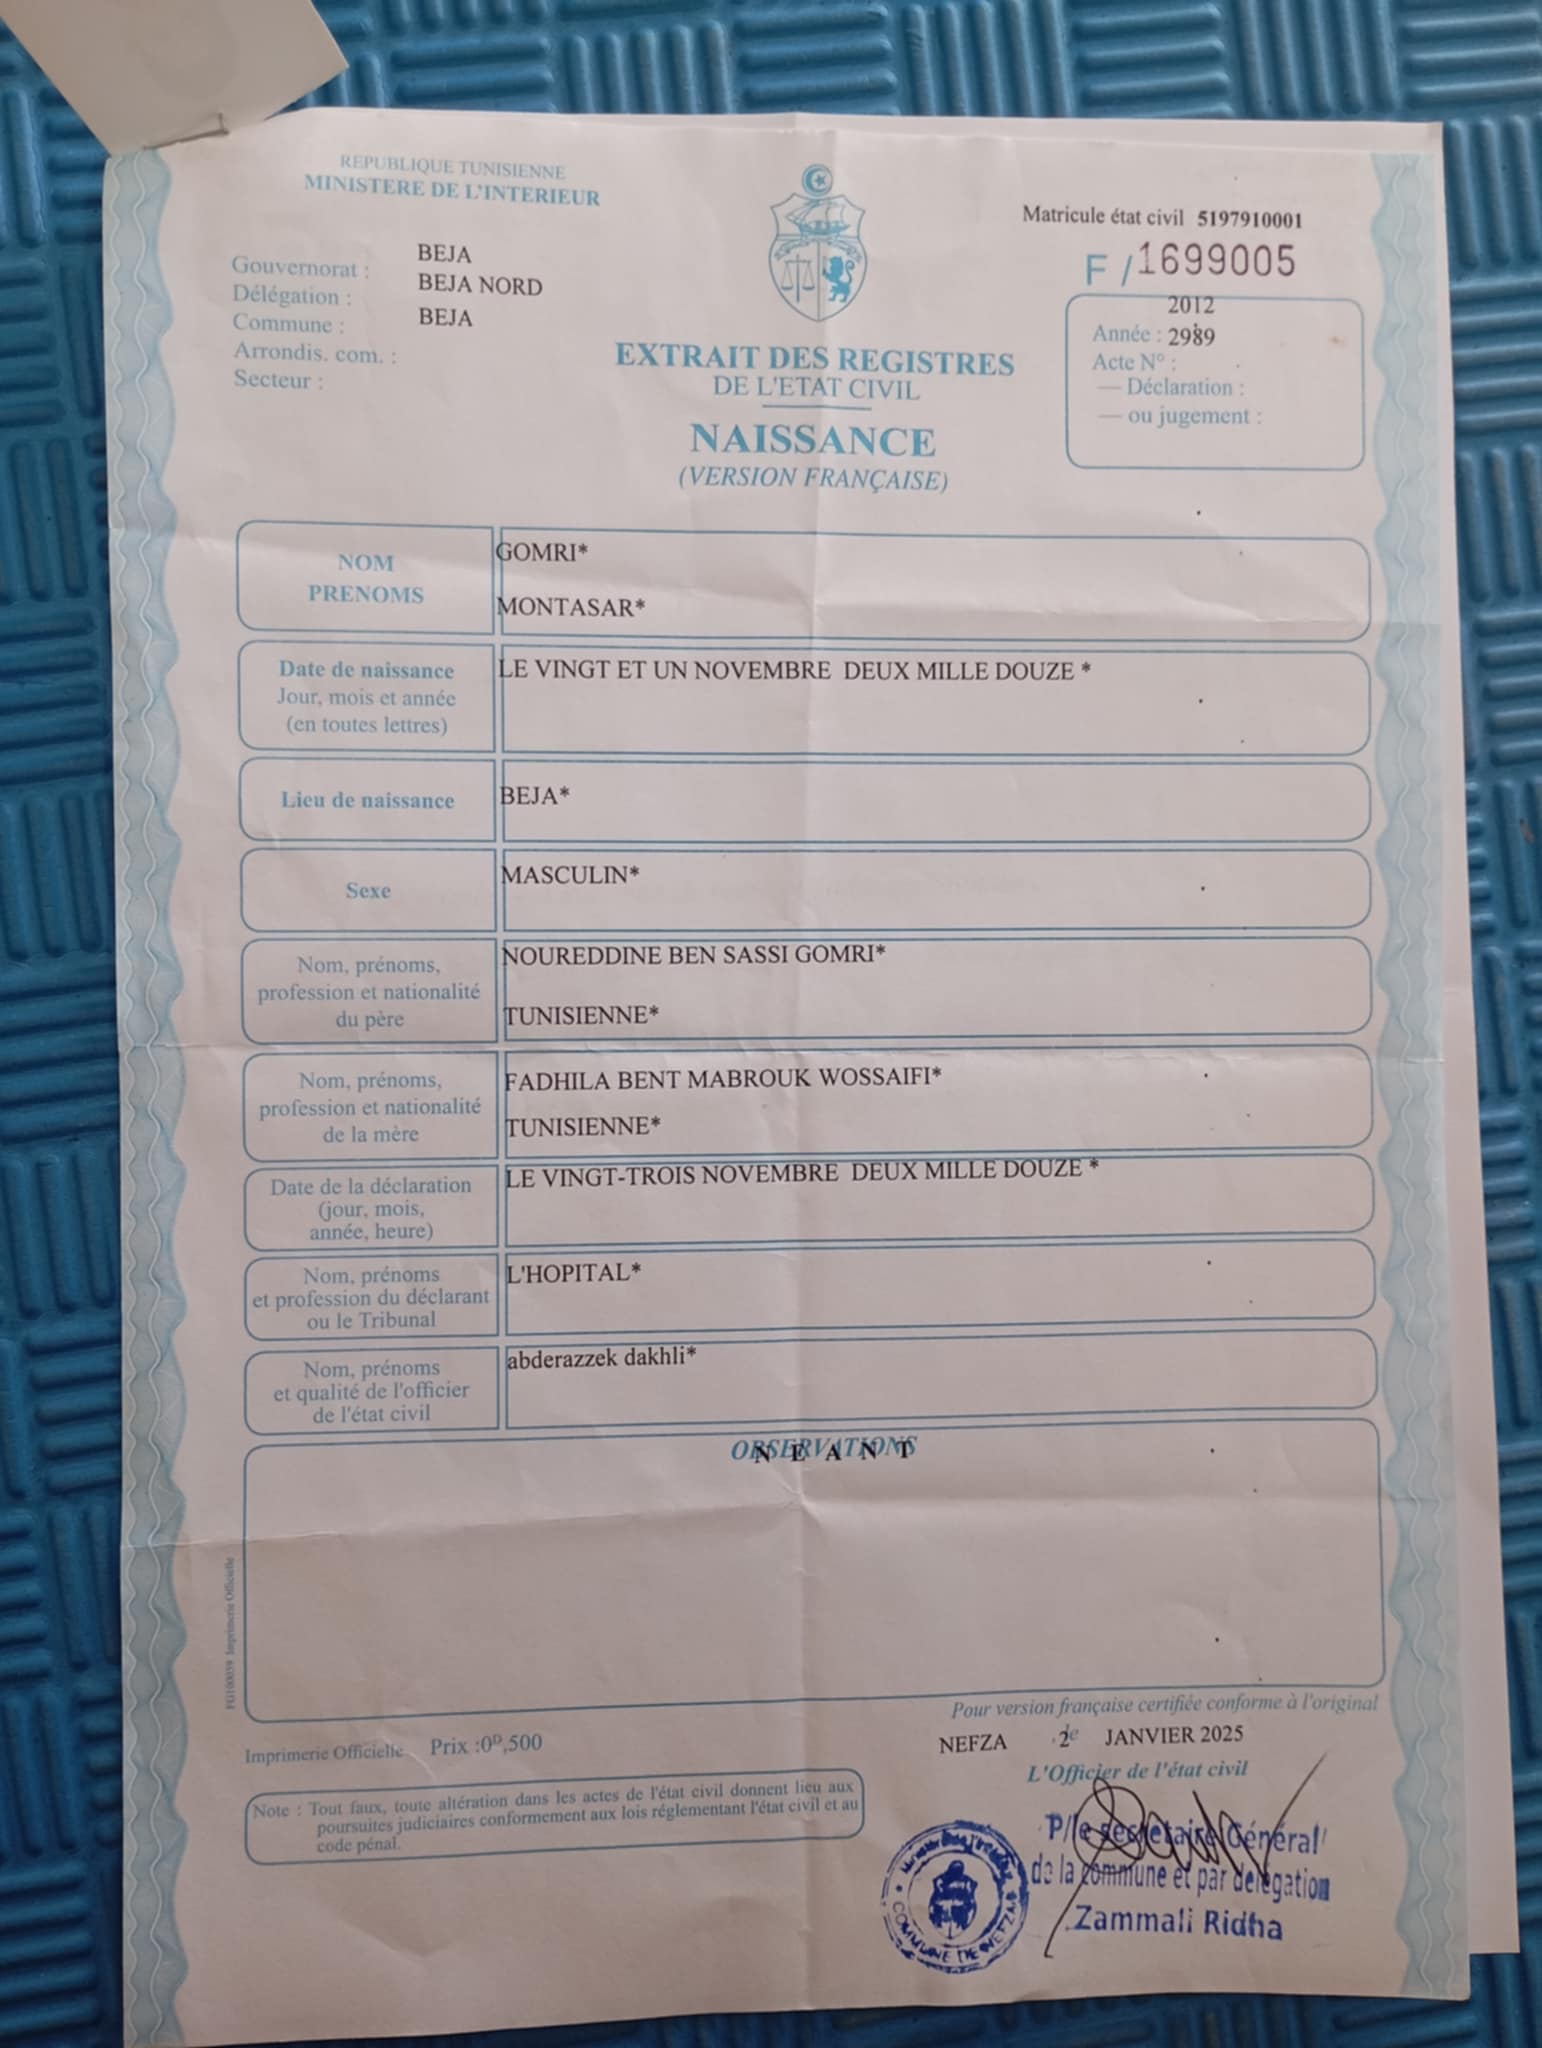 REPUBLIQUE TUNISIENNE
MINISTERE DE L'INTERIEUR
Gouvernorat : BEJA
Délégation : BEJA NORD
Commune : BEJA
Arrondis. com. :
Secteur :
EXTRAIT DES REGISTRES
DE L'ETAT CIVIL
NAISSANCE
(VERSION FRANÇAISE)
Matricule état civil 5197910001
F / 1699005
2012
Année : 2989
Acte N° :
— Déclaration :
— ou jugement :
NOM
PRENOMS
GOMRI*
MONTASAR*
Date de naissance
Jour, mois et année
(en toutes lettres)
LE VINGT ET UN NOVEMBRE DEUX MILLE DOUZE *
Lieu de naissance
BEJA*
Sexe
MASCULIN*
Nom, prénoms,
profession et nationalité
du père
NOUREDDINE BEN SASSI GOMRI*
TUNISIENNE*
Nom, prénoms,
profession et nationalité
de la mère
FADHILA BENT MABROUK WOSSAIFI*
TUNISIENNE*
Date de la déclaration
(jour, mois,
année, heure)
LE VINGT-TROIS NOVEMBRE DEUX MILLE DOUZE *
Nom, prénoms
et profession du déclarant
ou le Tribunal
L'HOPITAL*
Nom, prénoms
et qualité de l'officier
de l'état civil
abderazzek dakhli*
OBSERVATIONS
N E A N T
FG100039 Imprimerie Officielle
Pour version française certifiée conforme à l'original
NEFZA le 2 JANVIER 2025
L'Officier de l'état civil
Imprimerie Officielle Prix :0ᴰ,500
Note : Tout faux, toute altération dans les actes de l'état civil donnent lieu aux
poursuites judiciaires conformement aux lois réglementant l'état civil et au
code pénal.
P/le secrétaire Général
de la commune et par delegation
Zammali Ridha
COMMUNE DE NEFZA